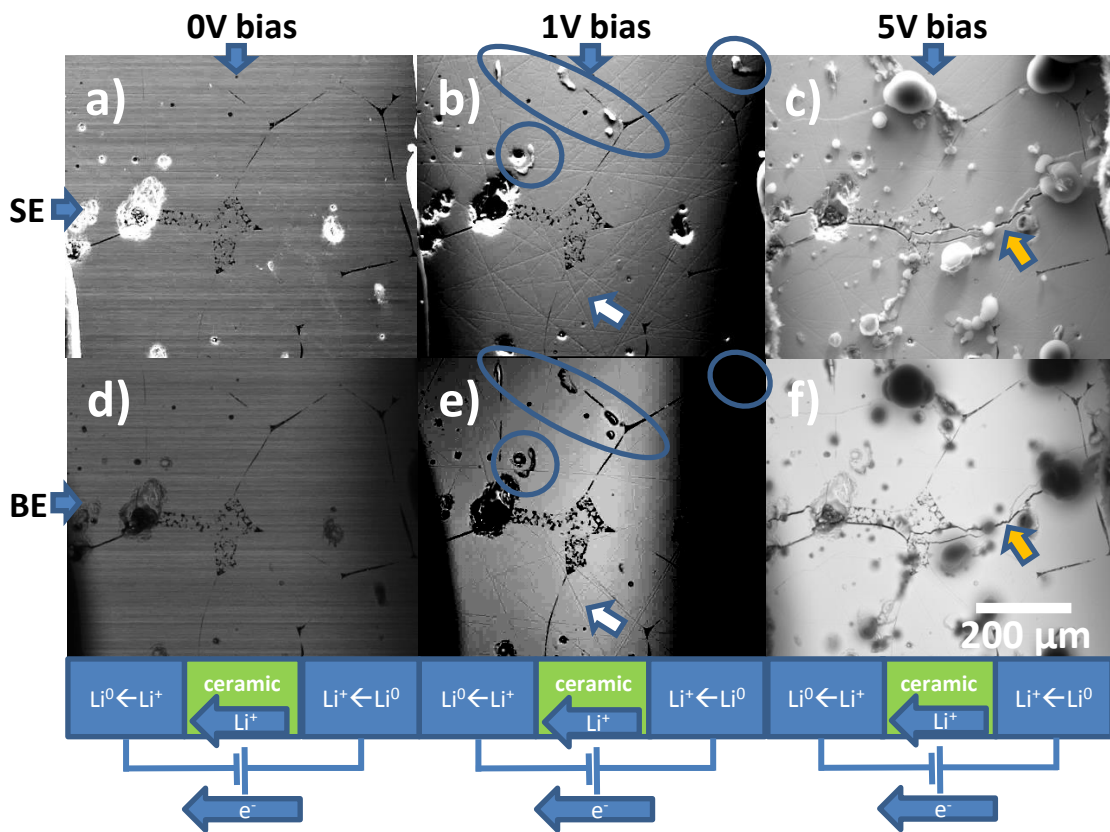 0V bias
1V bias
5V bias
a)
b)
c)
SE
d)
e)
f)
BE
200 µm
Li⁰←Li⁺
ceramic
Li⁺
Li⁺←Li⁰
Li⁰←Li⁺
ceramic
Li⁺
Li⁺←Li⁰
Li⁰←Li⁺
ceramic
Li⁺
Li⁺←Li⁰
e⁻
e⁻
e⁻